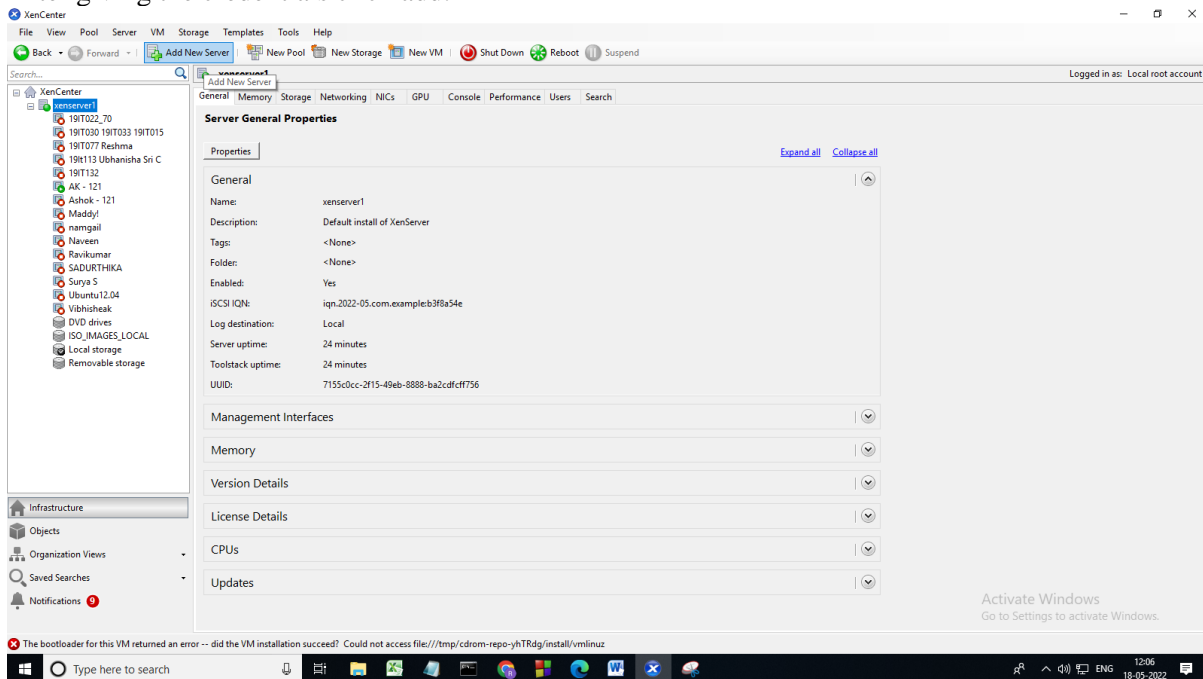 XenCenter
File View Pool Server VM Storage Templates Tools Help
Back Forward Add New Server New Pool New Storage New VM Shut Down Reboot Suspend
Search...
xenserver1
Logged in as: Local root account
Add New Server
XenCenter
xenserver1
19IT022_70
19IT030 19IT033 19IT015
19IT077 Reshma
19It113 Ubhanisha Sri C
19IT132
AK - 121
Ashok - 121
Maddy!
namgail
Naveen
Ravikumar
SADURTHIKA
Surya S
Ubuntu12.04
Vibhisheak
DVD drives
ISO_IMAGES_LOCAL
Local storage
Removable storage
Infrastructure
Objects
Organization Views
Saved Searches
Notifications 9
General Memory Storage Networking NICs GPU Console Performance Users Search
Server General Properties
Properties
Expand all Collapse all
General
Name: xenserver1
Description: Default install of XenServer
Tags: <None>
Folder: <None>
Enabled: Yes
iSCSI IQN: iqn.2022-05.com.example:b3f8a54e
Log destination: Local
Server uptime: 24 minutes
Toolstack uptime: 24 minutes
UUID: 7155c0cc-2f15-49eb-8888-ba2cdfcff756
Management Interfaces
Memory
Version Details
License Details
CPUs
Updates
Activate Windows
Go to Settings to activate Windows.
The bootloader for this VM returned an error -- did the VM installation succeed? Could not access file:///tmp/cdrom-repo-yhTRdg/install/vmlinuz
Type here to search
ENG
12:06
18-05-2022